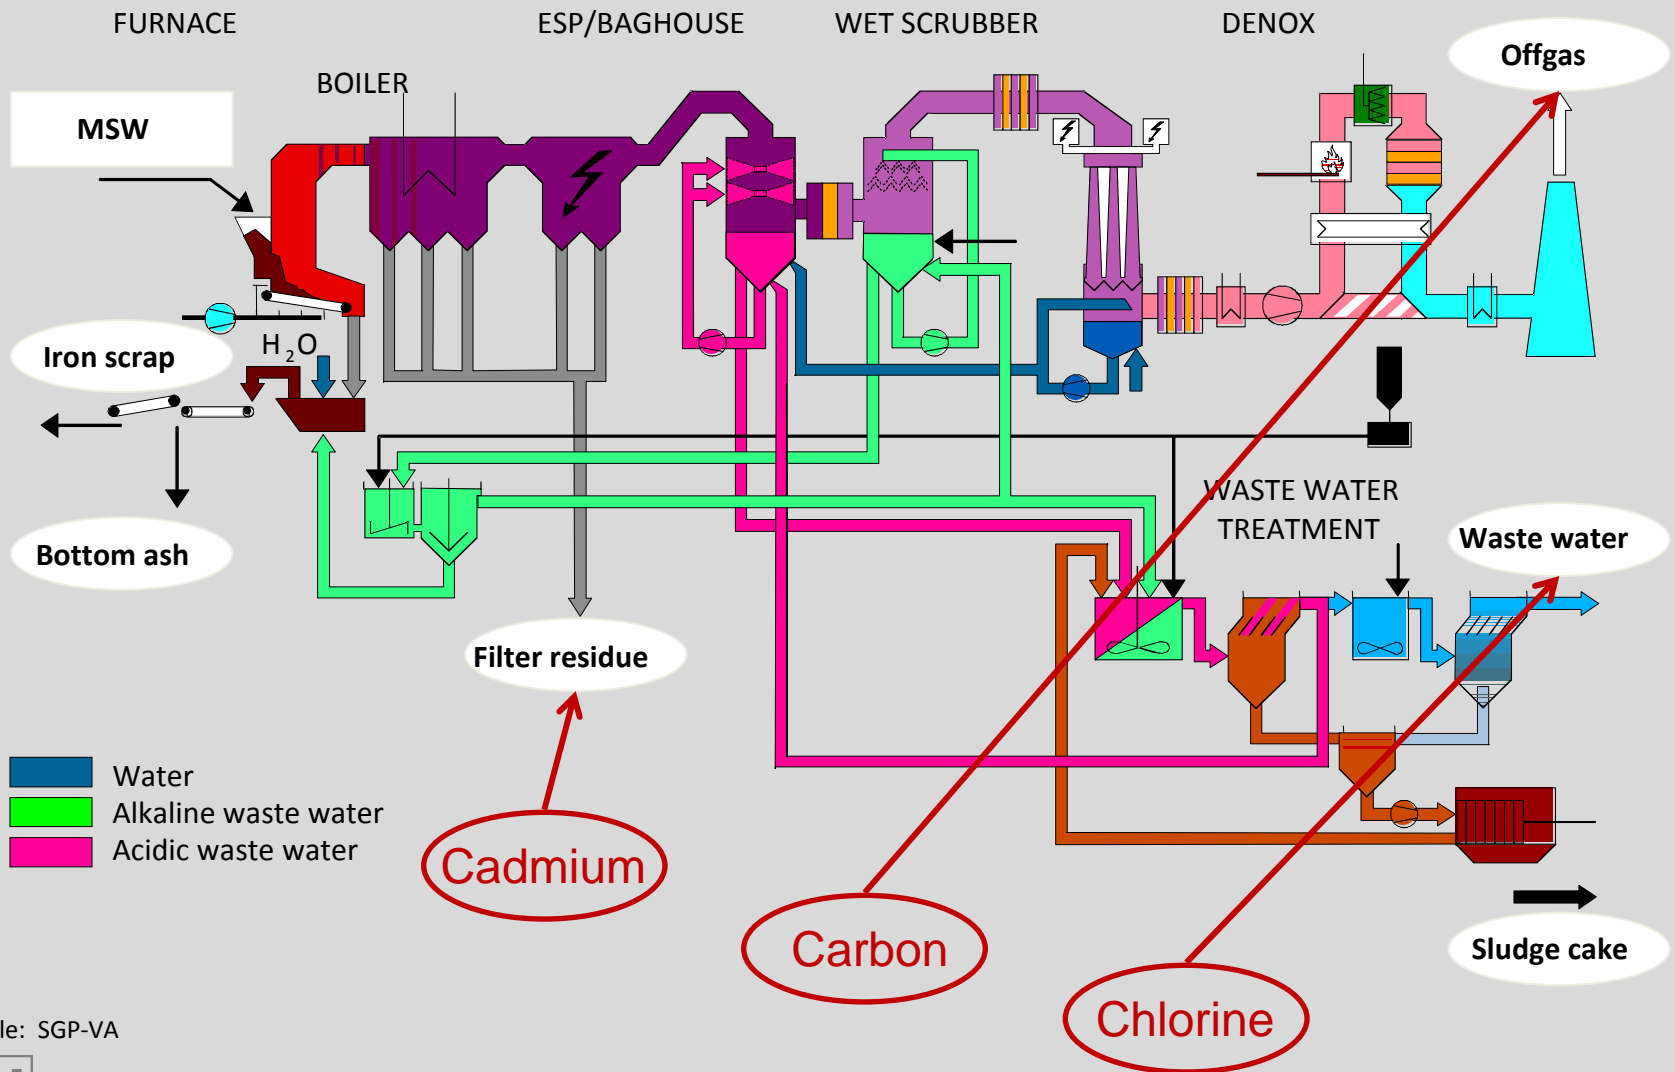 FURNACE
ESP/BAGHOUSE
WET SCRUBBER
DENOX
Offgas
BOILER
MSW
Iron scrap
H2O
WASTE WATER
TREATMENT
Waste water
Bottom ash
Filter residue
Water
Alkaline waste water
Acidic waste water
Cadmium
Carbon
Sludge cake
Chlorine
le: SGP-VA